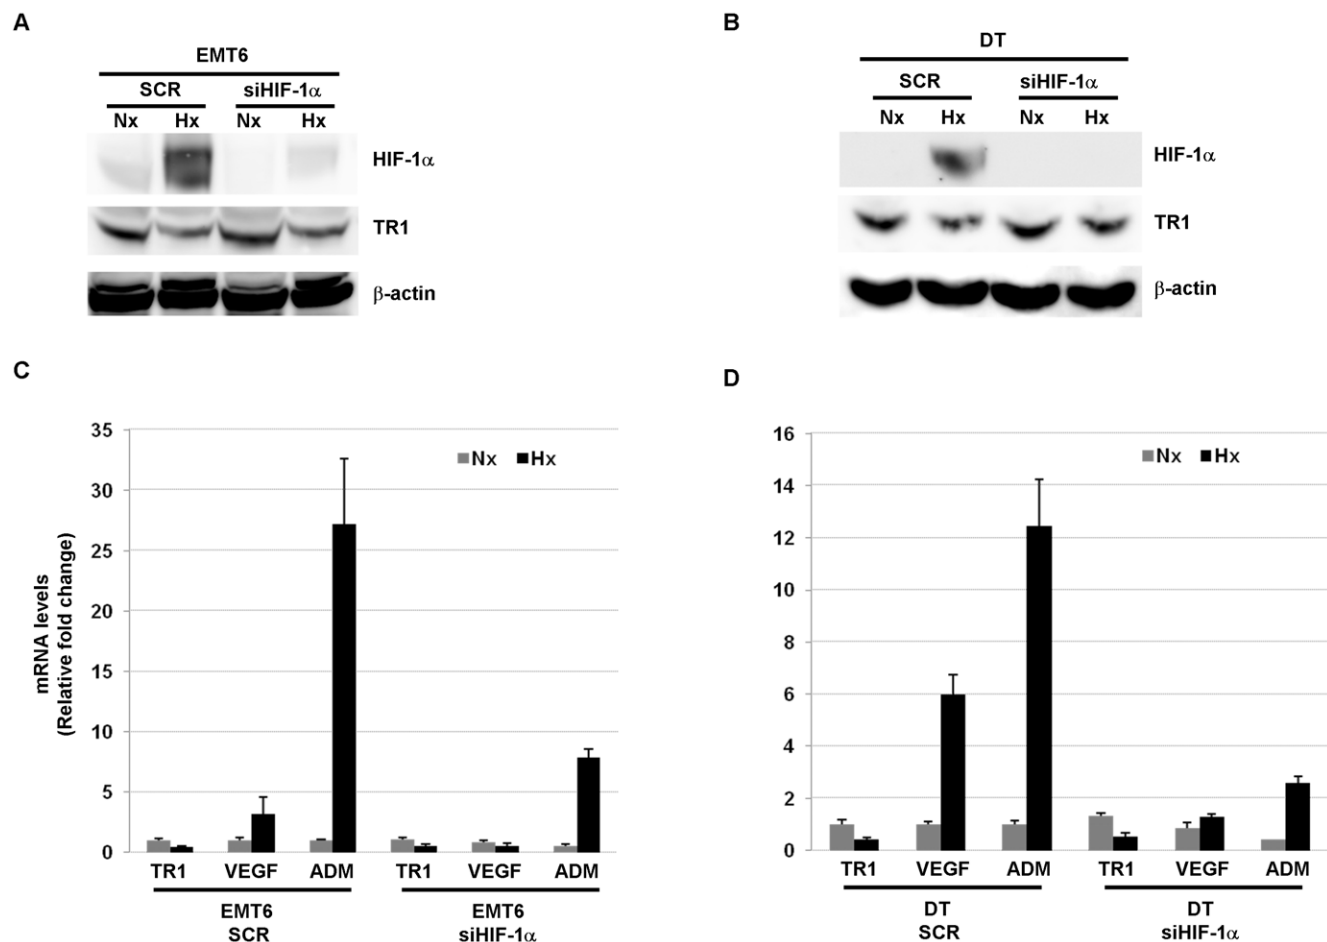 A
EMT6
SCR siHIF-1α
Nx Hx Nx Hx
HIF-1α
TR1
β-actin
B
DT
SCR siHIF-1α
Nx Hx Nx Hx
HIF-1α
TR1
β-actin
C
mRNA levels
(Relative fold change)
35
30
25
20
15
10
5
0
Nx Hx
TR1 VEGF ADM TR1 VEGF ADM
EMT6 EMT6
SCR siHIF-1α
D
16
14
12
10
8
6
4
2
0
Nx Hx
TR1 VEGF ADM TR1 VEGF ADM
DT DT
SCR siHIF-1α